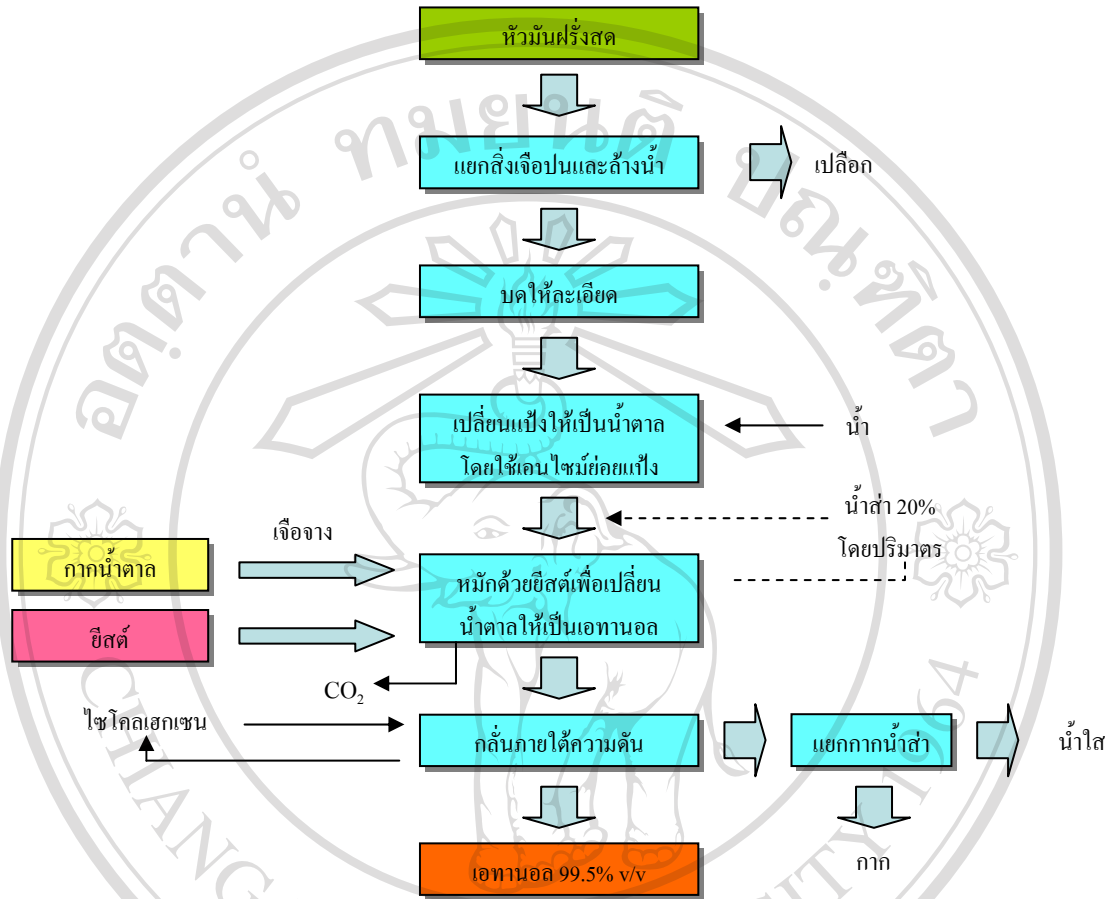 หัวมันฝรั่งสด
แยกสิ่งเจือปนและล้างน้ำ
เปลือก
บดให้ละเอียด
เปลี่ยนแป้งให้เป็นน้ำตาล
โดยใช้เอนไซม์ย่อยแป้ง
น้ำ
น้ำส่า 20%
โดยปริมาตร
เจือจาง
กากน้ำตาล
หมักด้วยยีสต์เพื่อเปลี่ยน
น้ำตาลให้เป็นเอทานอล
ยีสต์
CO₂
ไซโคลเฮกเซน
กลั่นภายใต้ความดัน
แยกกากน้ำส่า
น้ำใส
กาก
เอทานอล 99.5% v/v